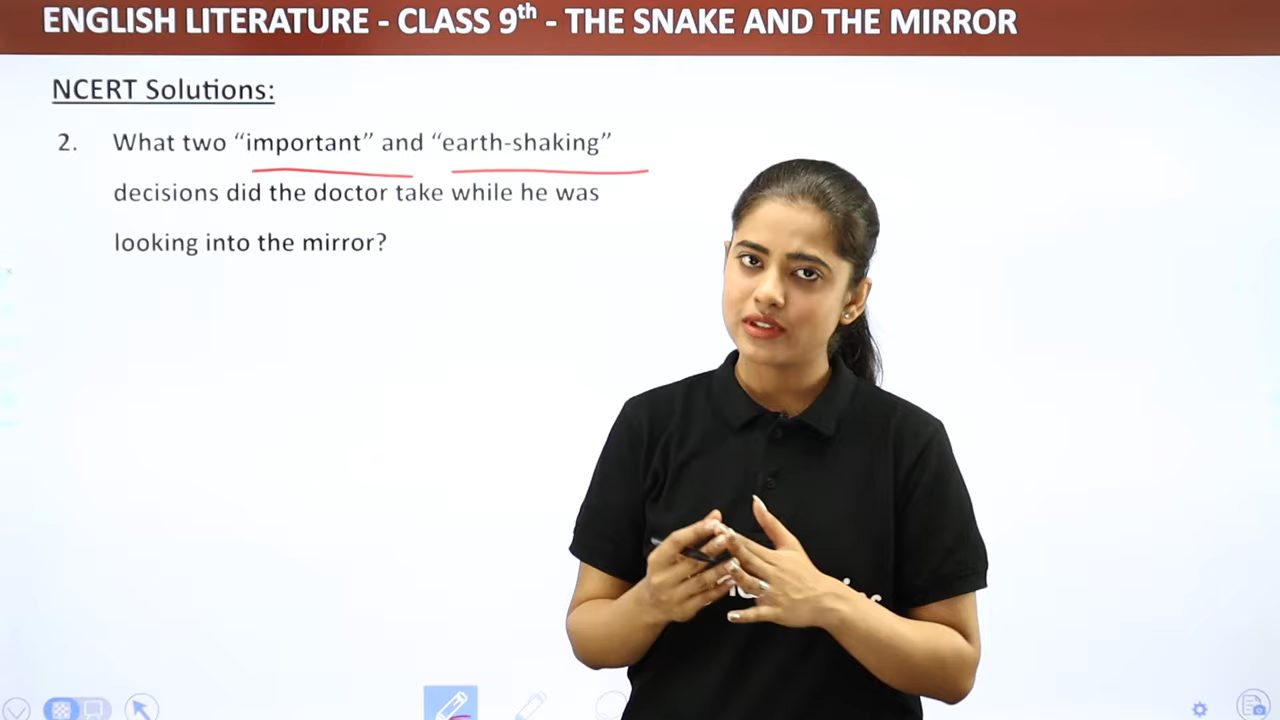 ENGLISH LITERATURE - CLASS 9th - THE SNAKE AND THE MIRROR
NCERT Solutions:
2. What two “important” and “earth-shaking”
decisions did the doctor take while he was
looking into the mirror?